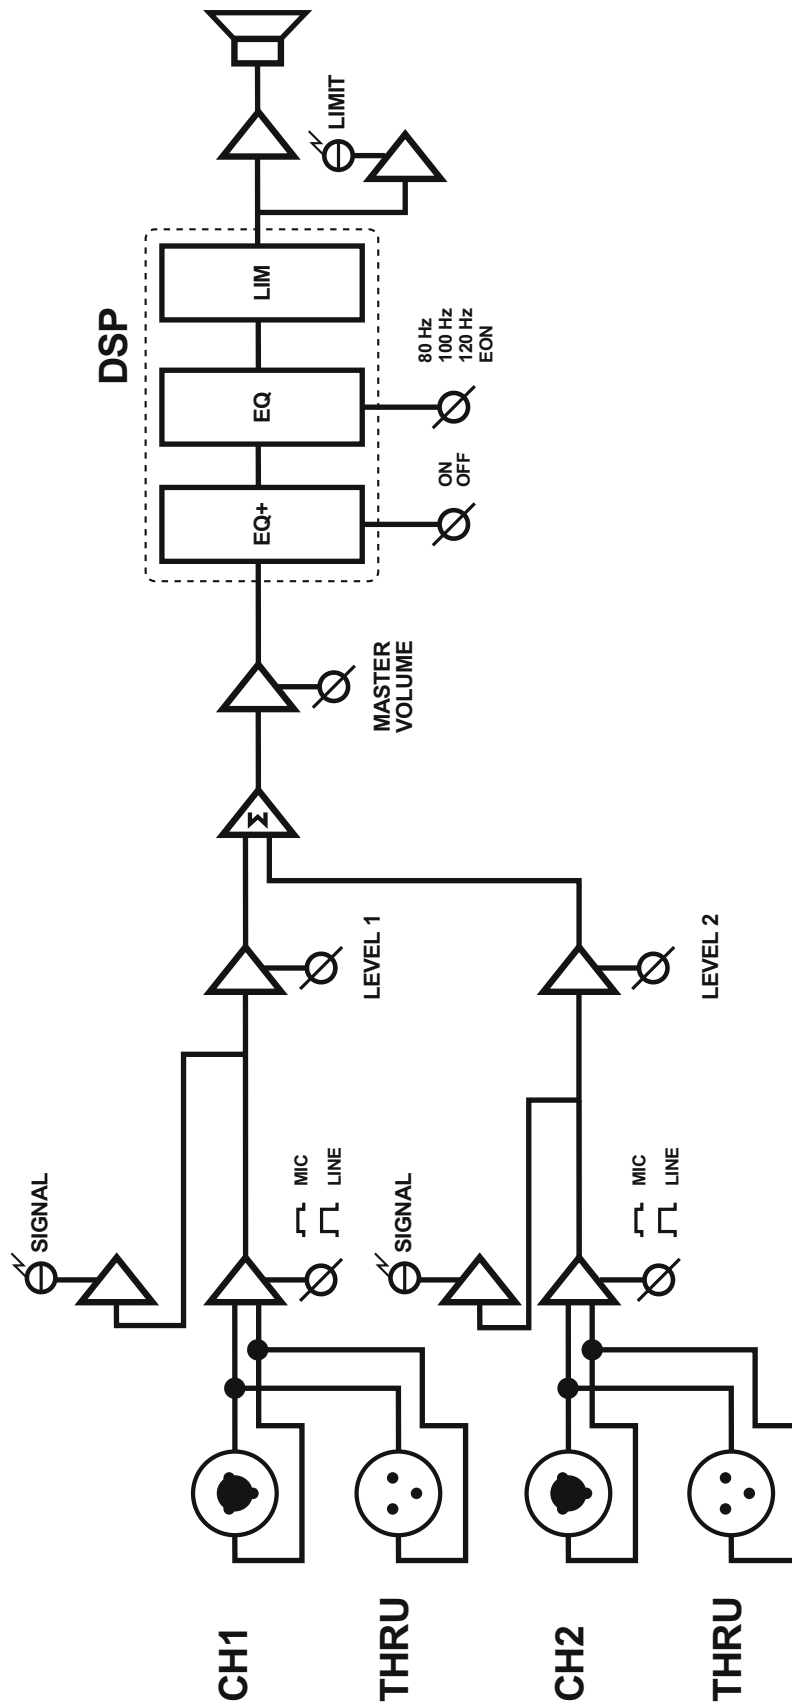 CH1
THRU
CH2
THRU
SIGNAL
MIC
LINE
SIGNAL
MIC
LINE
LEVEL 1
LEVEL 2
Σ
MASTER
VOLUME
DSP
EQ+
EQ
LIM
ON
OFF
80 Hz
100 Hz
120 Hz
EON
LIMIT